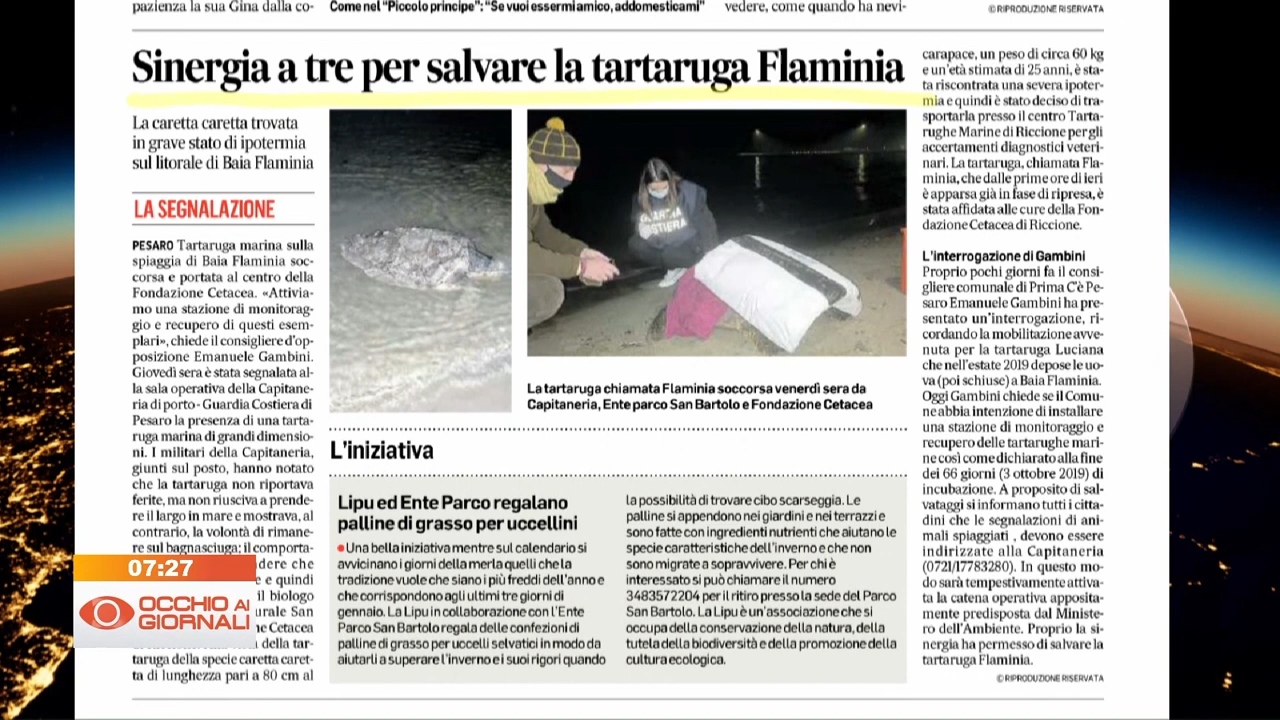 pazienza la sua Gina dalla co-
Come nel "Piccolo principe": "Se vuoi essermi amico, addomesticami"
vedere, come quando ha nevi-
© RIPRODUZIONE RISERVATA
Sinergia a tre per salvare la tartaruga Flaminia
La caretta caretta trovata
in grave stato di ipotermia
sul litorale di Baia Flaminia
LA SEGNALAZIONE
PESARO Tartaruga marina sulla
spiaggia di Baia Flaminia soc-
corsa e portata al centro della
Fondazione Cetacea. «Attivia-
mo una stazione di monitorag-
gio e recupero di questi esem-
plari», chiede il consigliere d'op-
posizione Emanuele Gambini.
Giovedì sera è stata segnalata al-
la sala operativa della Capitane-
ria di porto - Guardia Costiera di
Pesaro la presenza di una tarta-
ruga marina di grandi dimensio-
ni. I militari della Capitaneria,
giunti sul posto, hanno notato
che la tartaruga non riportava
ferite, ma non riusciva a prende-
re il largo in mare e mostrava, al
contrario, la volontà di rimane-
re sul bagnasciuga; il comporta-
dere che
e e quindi
il biologo
urale San
ne Cetacea
della tar-
taruga della specie caretta caret-
ta di lunghezza pari a 80 cm al
GUARDIA
COSTIERA
La tartaruga chiamata Flaminia soccorsa venerdì sera da
Capitaneria, Ente parco San Bartolo e Fondazione Cetacea
L'iniziativa
Lipu ed Ente Parco regalano
palline di grasso per uccellini
● Una bella iniziativa mentre sul calendario si
avvicinano i giorni della merla quelli che la
tradizione vuole che siano i più freddi dell'anno e
che corrispondono agli ultimi tre giorni di
gennaio. La Lipu in collaborazione con l'Ente
Parco San Bartolo regala delle confezioni di
palline di grasso per uccelli selvatici in modo da
aiutarli a superare l'inverno e i suoi rigori quando
la possibilità di trovare cibo scarseggia. Le
palline si appendono nei giardini e nei terrazzi e
sono fatte con ingredienti nutrienti che aiutano le
specie caratteristiche dell'inverno e che non
sono migrate a sopravvivere. Per chi è
interessato si può chiamare il numero
3483572204 per il ritiro presso la sede del Parco
San Bartolo. La Lipu è un'associazione che si
occupa della conservazione della natura, della
tutela della biodiversità e della promozione della
cultura ecologica.
carapace, un peso di circa 60 kg
e un'età stimata di 25 anni, è sta-
ta riscontrata una severa ipoter-
mia e quindi è stato deciso di tra-
sportarla presso il centro Tarta-
rughe Marine di Riccione per gli
accertamenti diagnostici veteri-
nari. La tartaruga, chiamata Fla-
minia, che dalle prime ore di ieri
è apparsa già in fase di ripresa, è
stata affidata alle cure della Fon-
dazione Cetacea di Riccione.
L'interrogazione di Gambini
Proprio pochi giorni fa il consi-
gliere comunale di Prima C'è Pe-
saro Emanuele Gambini ha pre-
sentato un'interrogazione, ri-
cordando la mobilitazione avve-
nuta per la tartaruga Luciana
che nell'estate 2019 depose le uo-
va (poi schiuse) a Baia Flaminia.
Oggi Gambini chiede se il Comu-
ne abbia intenzione di installare
una stazione di monitoraggio e
recupero delle tartarughe mari-
ne così come dichiarato alla fine
dei 66 giorni (3 ottobre 2019) di
incubazione. A proposito di sal-
vataggi si informano tutti i citta-
dini che le segnalazioni di ani-
mali spiaggiati , devono essere
indirizzate alla Capitaneria
(0721/17783280). In questo mo-
do sarà tempestivamente attiva-
ta la catena operativa apposita-
mente predisposta dal Ministe-
ro dell'Ambiente. Proprio la si-
nergia ha permesso di salvare la
tartaruga Flaminia.
© RIPRODUZIONE RISERVATA
07:27
OCCHIO AI
GIORNALI